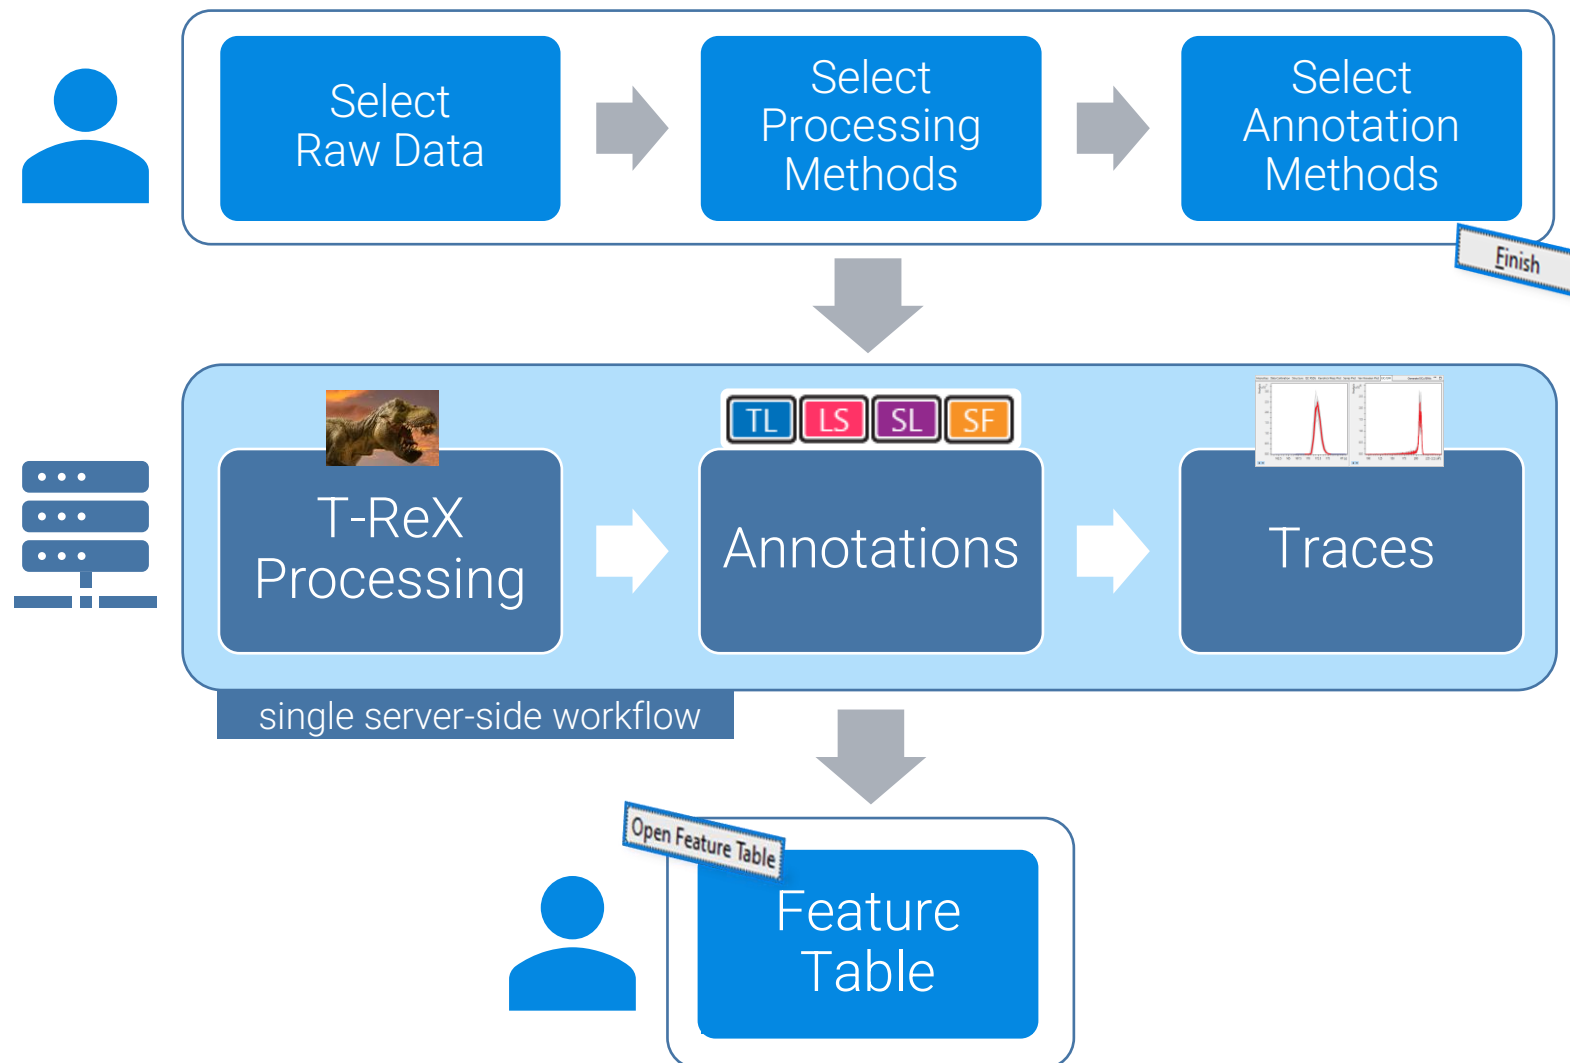 Select
Raw Data
Select
Processing
Methods
Select
Annotation
Methods
Finish
TL LS SL SF
T-ReX
Processing
Annotations
Traces
single server-side workflow
Open Feature Table
Feature
Table